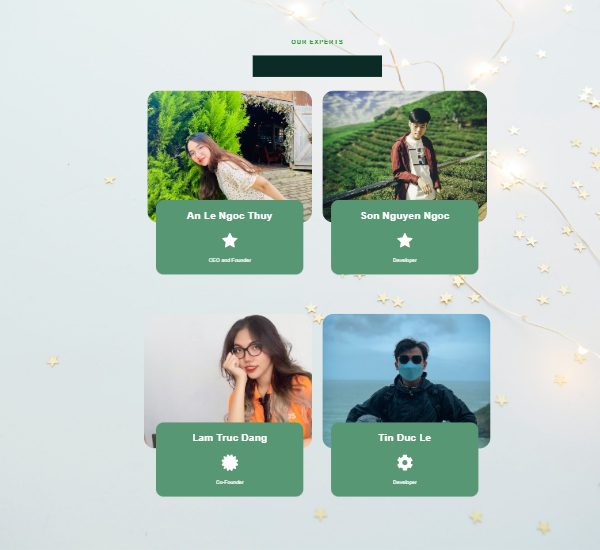 OUR EXPERTS
An Le Ngoc Thuy
CEO and Founder
Son Nguyen Ngoc
Developer
Lam Truc Dang
Co-Founder
Tin Duc Le
Developer